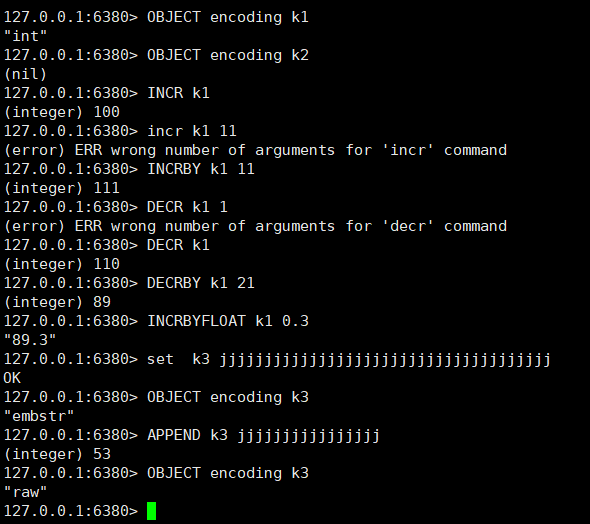 127.0.0.1:6380> OBJECT encoding k1
"int"
127.0.0.1:6380> OBJECT encoding k2
(nil)
127.0.0.1:6380> INCR k1
(integer) 100
127.0.0.1:6380> incr k1 11
(error) ERR wrong number of arguments for 'incr' command
127.0.0.1:6380> INCRBY k1 11
(integer) 111
127.0.0.1:6380> DECR k1 1
(error) ERR wrong number of arguments for 'decr' command
127.0.0.1:6380> DECR k1
(integer) 110
127.0.0.1:6380> DECRBY k1 21
(integer) 89
127.0.0.1:6380> INCRBYFLOAT k1 0.3
"89.3"
127.0.0.1:6380> set  k3 jjjjjjjjjjjjjjjjjjjjjjjjjjjjjjjjjjjjj
OK
127.0.0.1:6380> OBJECT encoding k3
"embstr"
127.0.0.1:6380> APPEND k3 jjjjjjjjjjjjjjjj
(integer) 53
127.0.0.1:6380> OBJECT encoding k3
"raw"
127.0.0.1:6380>